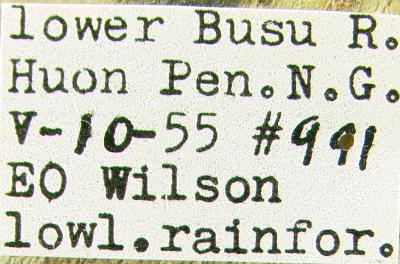 lower Busu R.
Huon Pen.N.G.
V-10-55 #991
EO Wilson
lowl.rainfor.